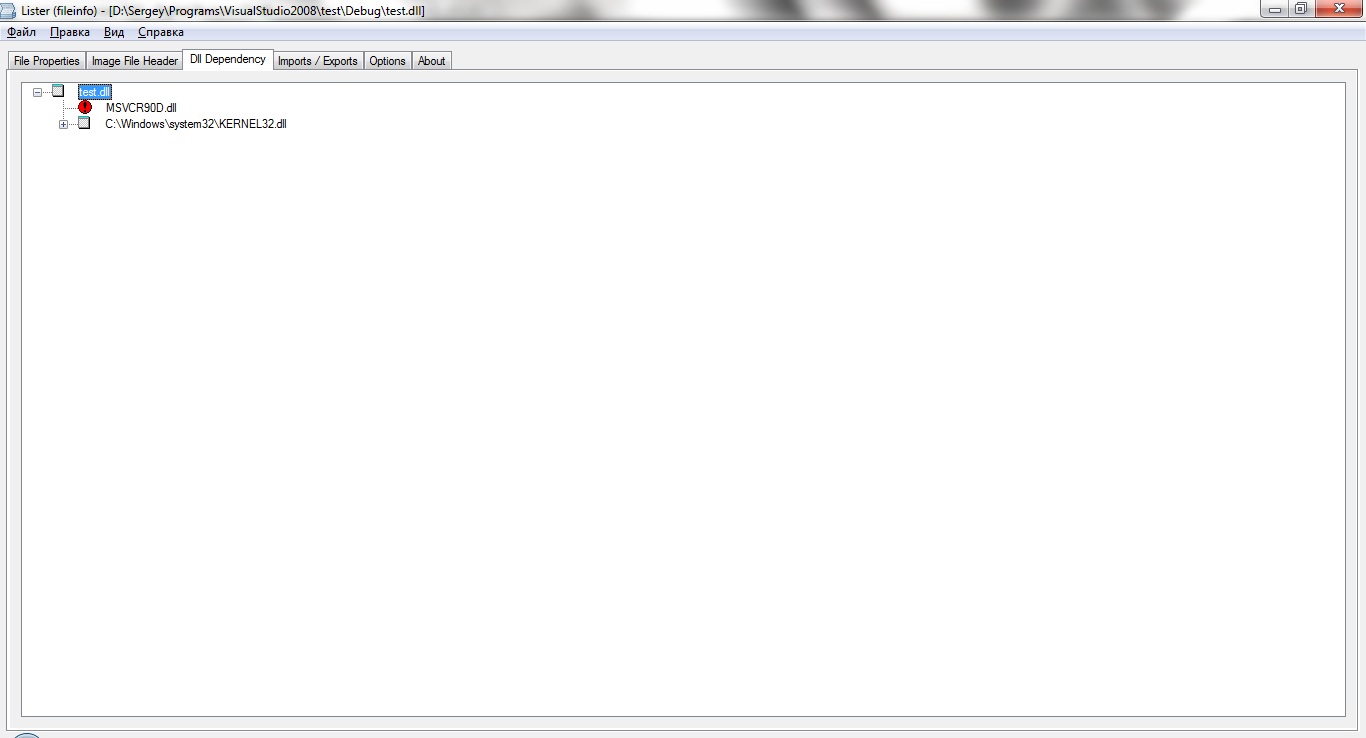 Lister (fileinfo) - [D:\Sergey\Programs\VisualStudio2008\test\Debug\test.dll]
Файл Правка Вид Справка
File Properties Image File Header Dll Dependency Imports / Exports Options About
test.dll
MSVCR90D.dll
C:\Windows\system32\KERNEL32.dll